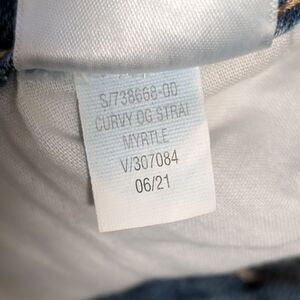 S/738668-00
CURVY OG STRAI
MYRTLE
V/307084
06/21